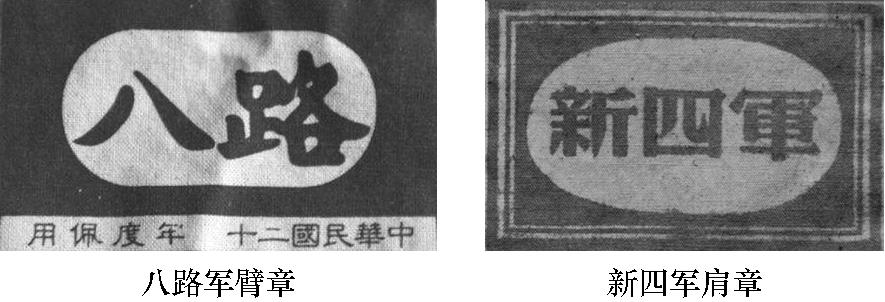 八路
中華民國二十 年度佩用
八路军臂章
新四軍
新四军肩章